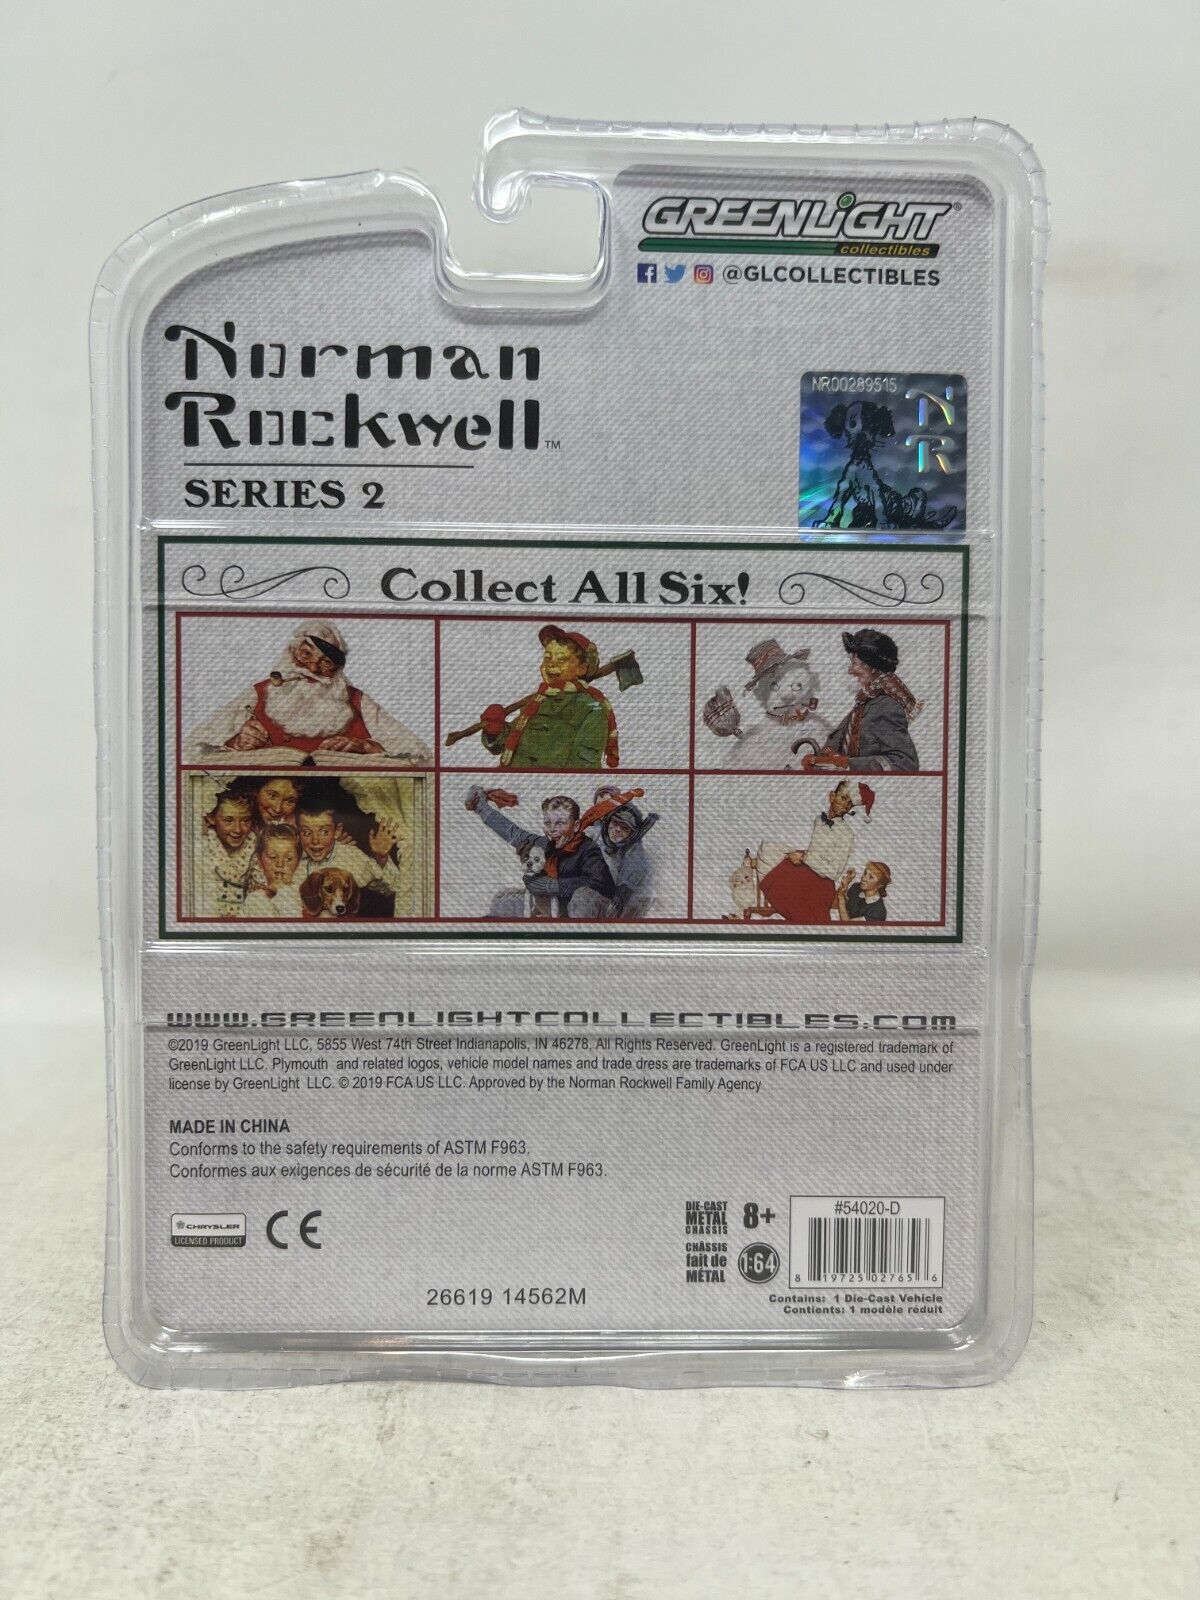 GREENLiGHT®
collectibles
@GLCOLLECTIBLES
Norman
Rockwell™
SERIES 2
NR00289515
N
R
Collect All Six!
WWW.GREENLIGHTCOLLECTIBLES.COM
©2019 GreenLight LLC, 5855 West 74th Street Indianapolis, IN 46278, All Rights Reserved. GreenLight is a registered trademark of
GreenLight LLC. Plymouth and related logos, vehicle model names and trade dress are trademarks of FCA US LLC and used under
license by GreenLight LLC. © 2019 FCA US LLC. Approved by the Norman Rockwell Family Agency
MADE IN CHINA
Conforms to the safety requirements of ASTM F963.
Conformes aux exigences de sécurité de la norme ASTM F963.
CHRYSLER
LICENSED PRODUCT
CE
DIE-CAST
METAL
CHASSIS
8+
CHÂSSIS
fait de
MÉTAL
1:64
#54020-D
8 19725 02765 6
Contains: 1 Die-Cast Vehicle
Contients: 1 modèle réduit
26619 14562M